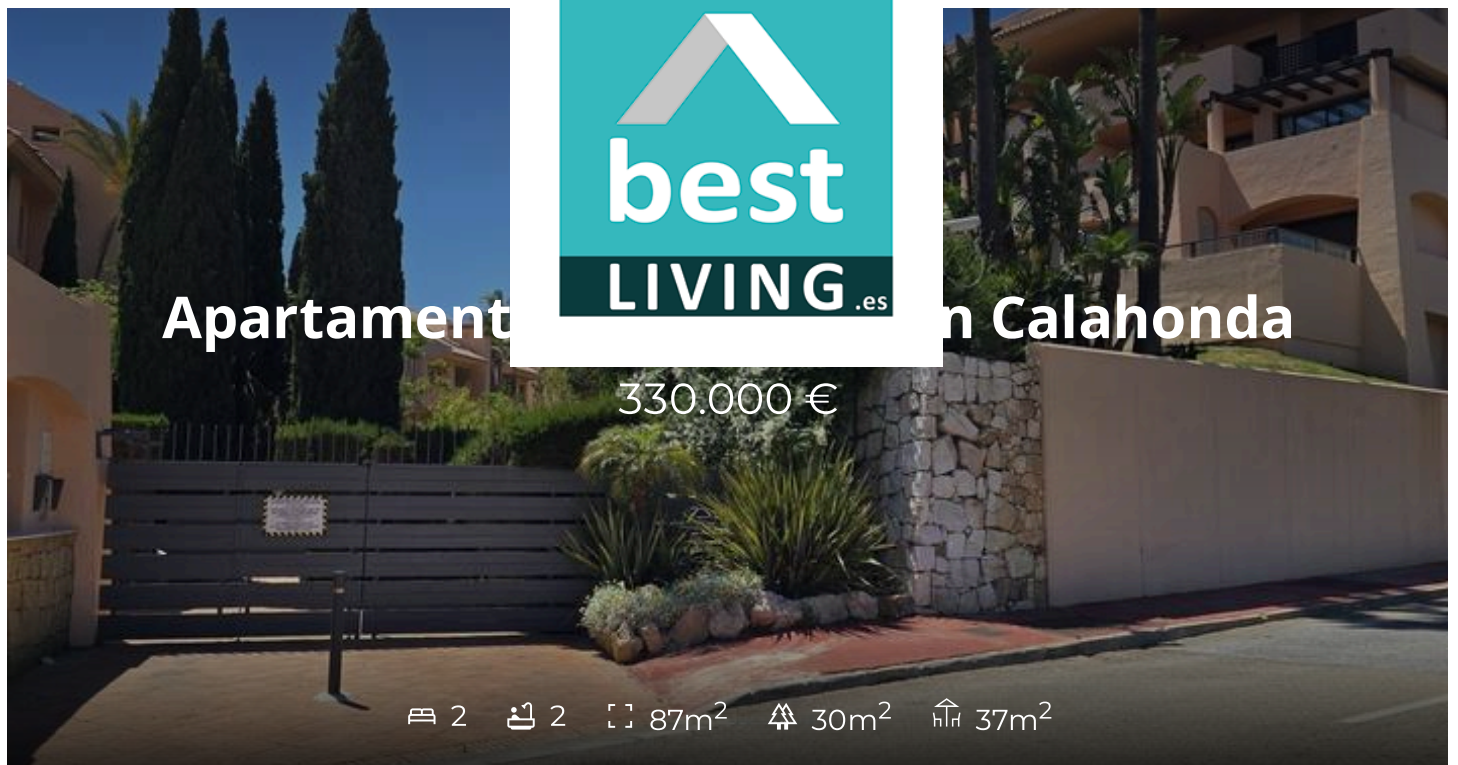 best
LIVING.es
Apartament n Calahonda
330.000 €
2 2 87m² 30m² 37m²